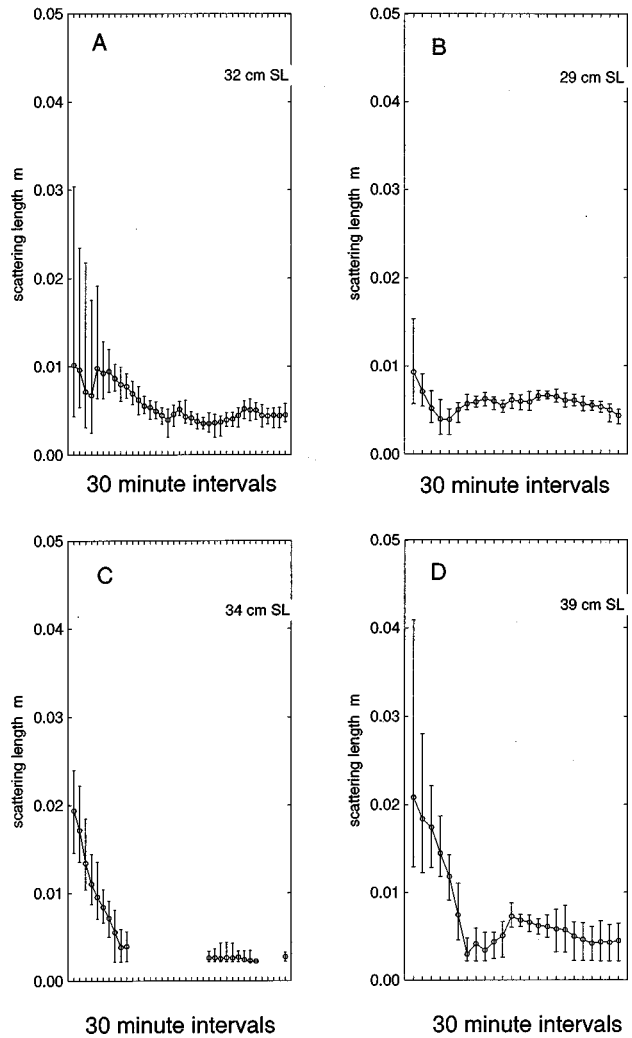 A
32 cm SL
0.05
0.04
0.03
0.02
0.01
0.00
scattering length m
30 minute intervals
B
29 cm SL
0.05
0.04
0.03
0.02
0.01
0.00
scattering length m
30 minute intervals
C
34 cm SL
0.05
0.04
0.03
0.02
0.01
0.00
scattering length m
30 minute intervals
D
39 cm SL
0.05
0.04
0.03
0.02
0.01
0.00
scattering length m
30 minute intervals